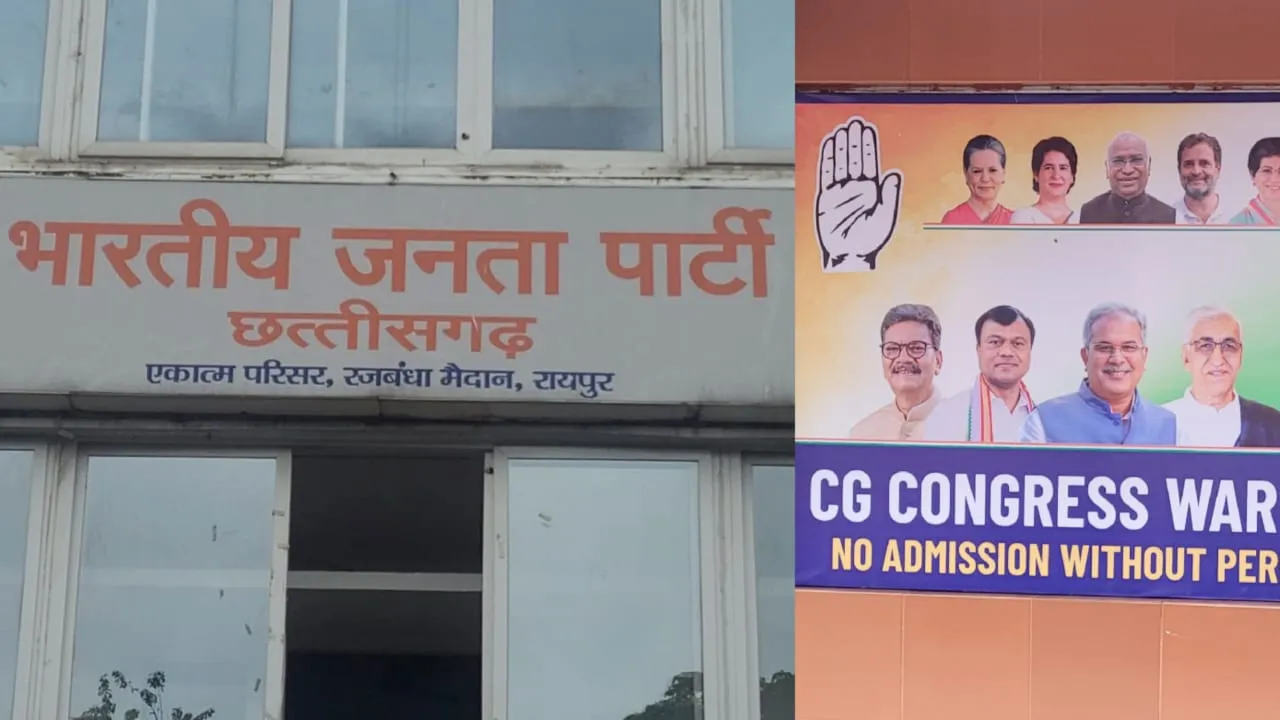 भारतीय जनता पार्टी
छत्तीसगढ़
एकात्म परिसर, रजबंधा मैदान, रायपुर
CG CONGRESS WAR
NO ADMISSION WITHOUT PER